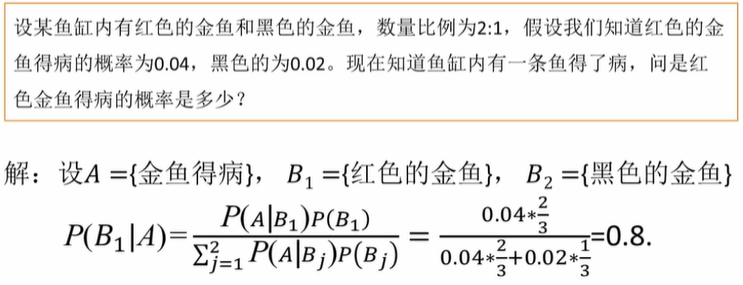 设某鱼缸内有红色的金鱼和黑色的金鱼，数量比例为2:1，假设我们知道红色的金
鱼得病的概率为0.04，黑色的为0.02。现在知道鱼缸内有一条鱼得了病，问是红
色金鱼得病的概率是多少？
解：设A ={金鱼得病}， B₁ ={红色的金鱼}， B₂ ={黑色的金鱼}
P(B₁|A)=\frac{P(A|B₁)P(B₁)}{\sum_{j=1}^{2} P(A|B_j)P(B_j)} = \frac{0.04*\frac{2}{3}}{0.04*\frac{2}{3}+0.02*\frac{1}{3}}=0.8.